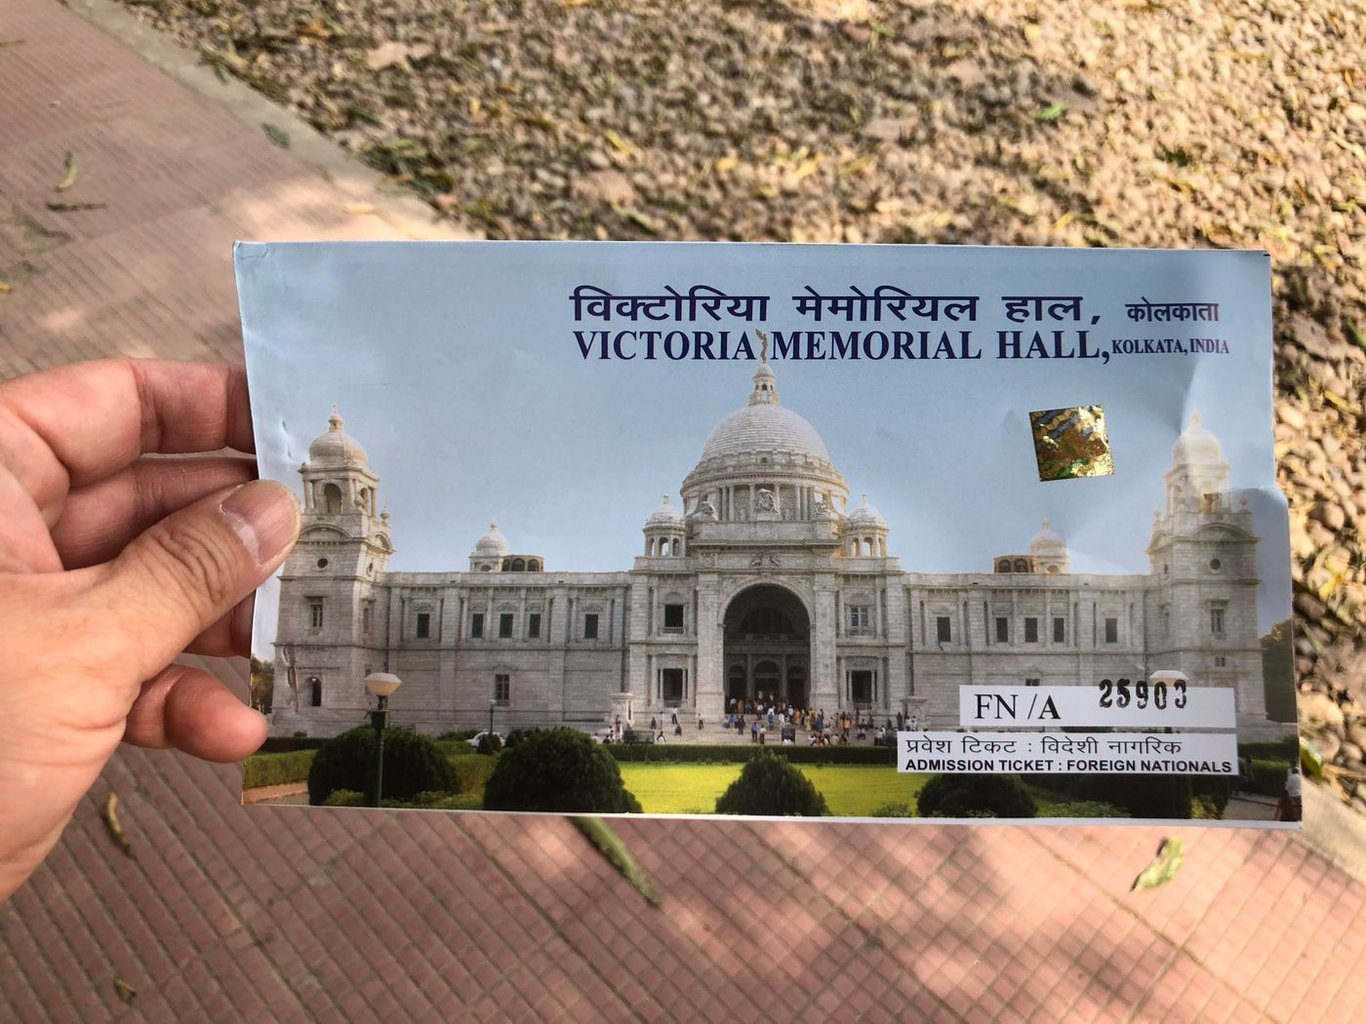 विक्टोरिया मेमोरियल हाल, कोलकाता
VICTORIA MEMORIAL HALL, KOLKATA, INDIA
FN /A 25903
प्रवेश टिकट : विदेशी नागरिक
ADMISSION TICKET : FOREIGN NATIONALS